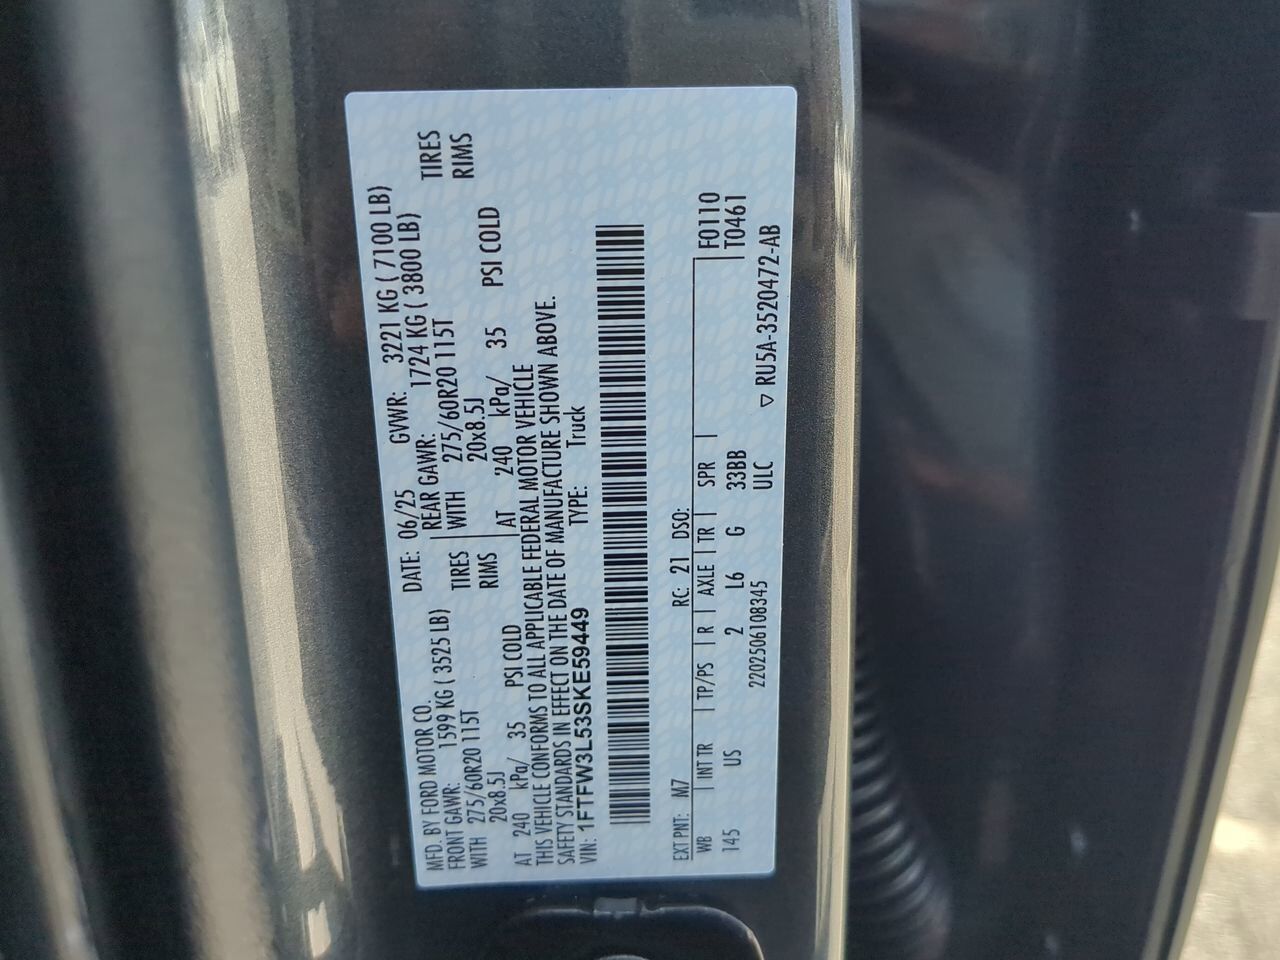 MFD. BY FORD MOTOR CO. DATE: 06/25 GVWR: 3221 KG ( 7100 LB)
FRONT GAWR: 1599 KG ( 3525 LB) REAR GAWR: 1724 KG ( 3800 LB)
WITH 275/60R20 115T TIRES WITH 275/60R20 115T TIRES
20x8.5J RIMS 20x8.5J RIMS
AT 240 kPa/ 35 PSI COLD AT 240 kPa/ 35 PSI COLD
THIS VEHICLE CONFORMS TO ALL APPLICABLE FEDERAL MOTOR VEHICLE
SAFETY STANDARDS IN EFFECT ON THE DATE OF MANUFACTURE SHOWN ABOVE.
VIN: 1FTFW3L53SKE59449 TYPE: Truck
EXT PNT: M7 RC: 21 DSO:
WB INT TR TP/PS R AXLE TR SPR F0110
145 US 2 L6 G 33BB T0461
2202506108345 ULC ▽ RU5A-3520472-AB